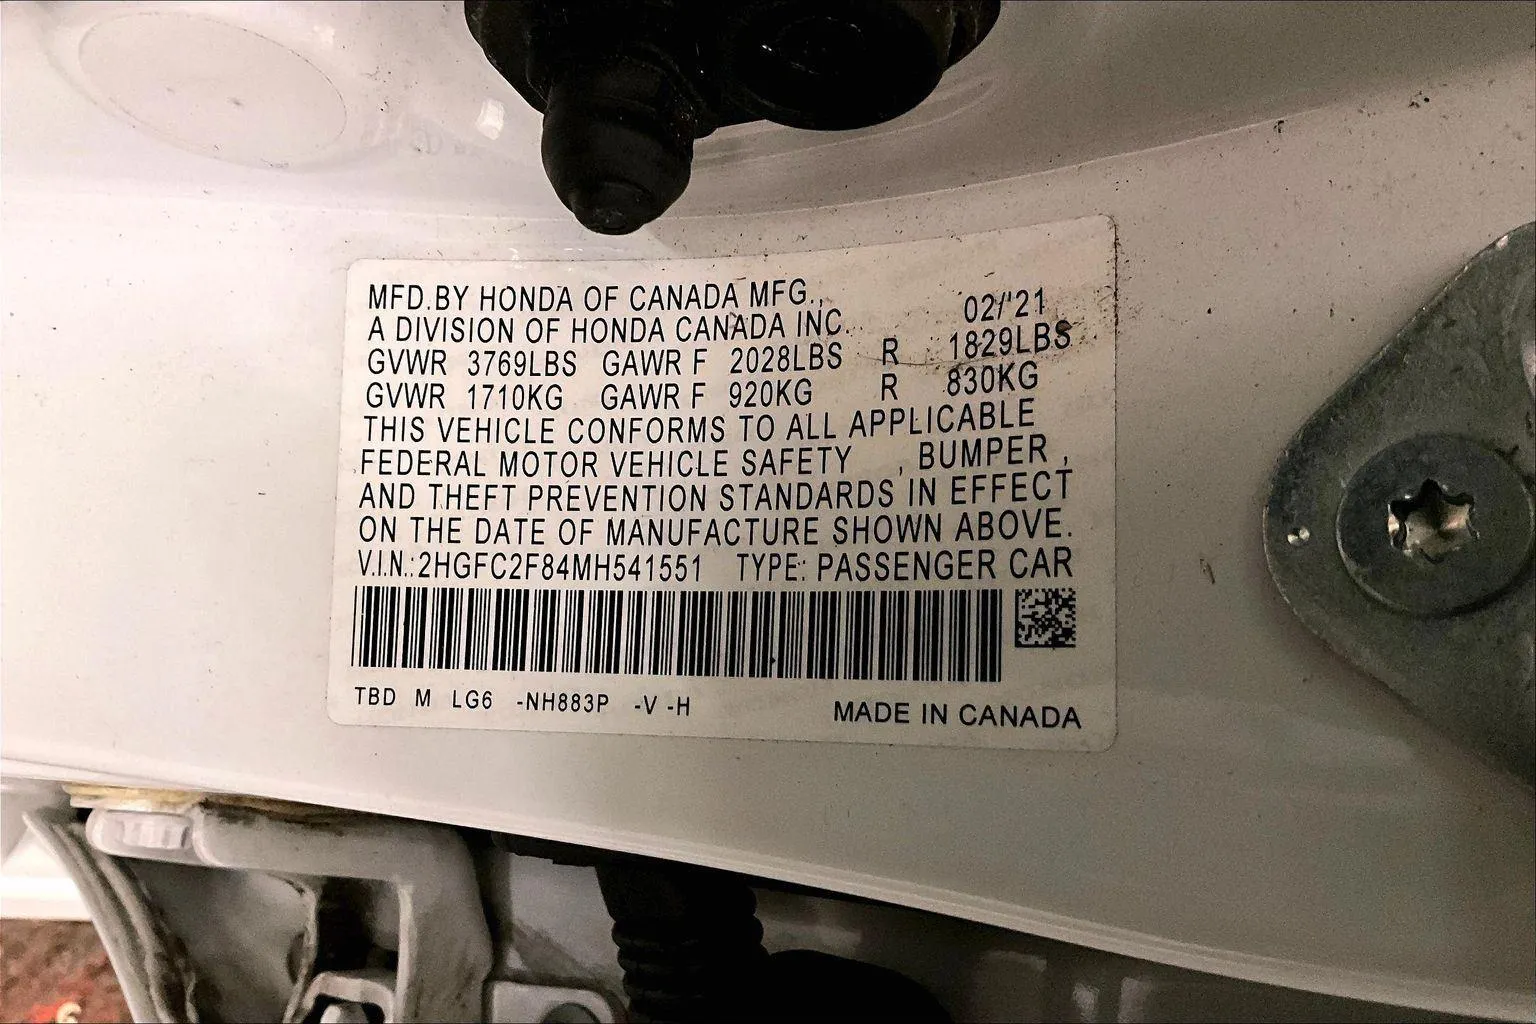 MFD.BY HONDA OF CANADA MFG., 02/'21
A DIVISION OF HONDA CANADA INC.
GVWR 3769LBS GAWR F 2028LBS R 1829LBS
GVWR 1710KG GAWR F 920KG R 830KG
THIS VEHICLE CONFORMS TO ALL APPLICABLE
FEDERAL MOTOR VEHICLE SAFETY , BUMPER ,
AND THEFT PREVENTION STANDARDS IN EFFECT
ON THE DATE OF MANUFACTURE SHOWN ABOVE.
V.I.N.:2HGFC2F84MH541551 TYPE: PASSENGER CAR
TBD M LG6 -NH883P -V -H MADE IN CANADA